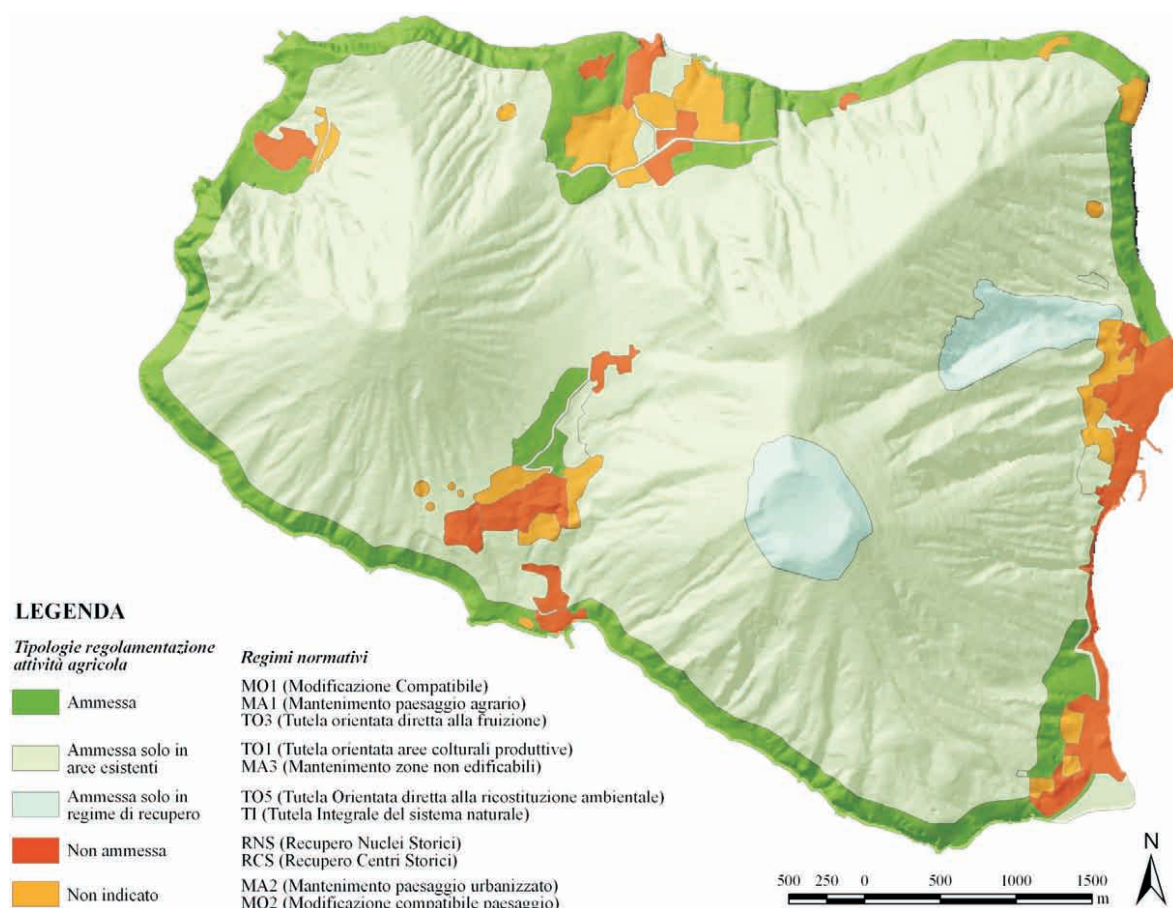 LEGENDA
Tipologie regolamentazione
attività agricola
Regimi normativi
Ammessa
MO1 (Modificazione Compatibile)
MA1 (Mantenimento paesaggio agrario)
TO3 (Tutela orientata diretta alla fruizione)
Ammessa solo in
aree esistenti
TO1 (Tutela orientata aree colturali produttive)
MA3 (Mantenimento zone non edificabili)
Ammessa solo in
regime di recupero
TO5 (Tutela Orientata diretta alla ricostituzione ambientale)
TI (Tutela Integrale del sistema naturale)
Non ammessa
RNS (Recupero Nuclei Storici)
RCS (Recupero Centri Storici)
Non indicato
MA2 (Mantenimento paesaggio urbanizzato)
MO2 (Modificazione compatibile paesaggio)
500 250 0 500 1000 1500
m
N